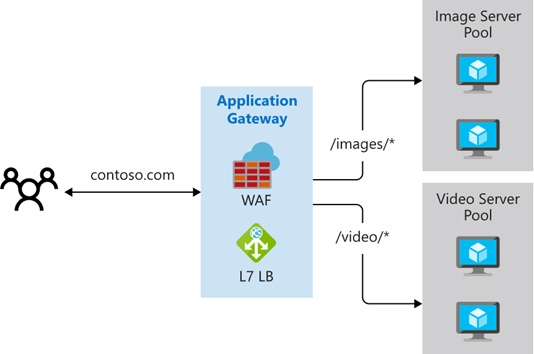 Image Server
Pool
Application
Gateway
/images/*
contoso.com
WAF
Video Server
Pool
/video/*
L7 LB